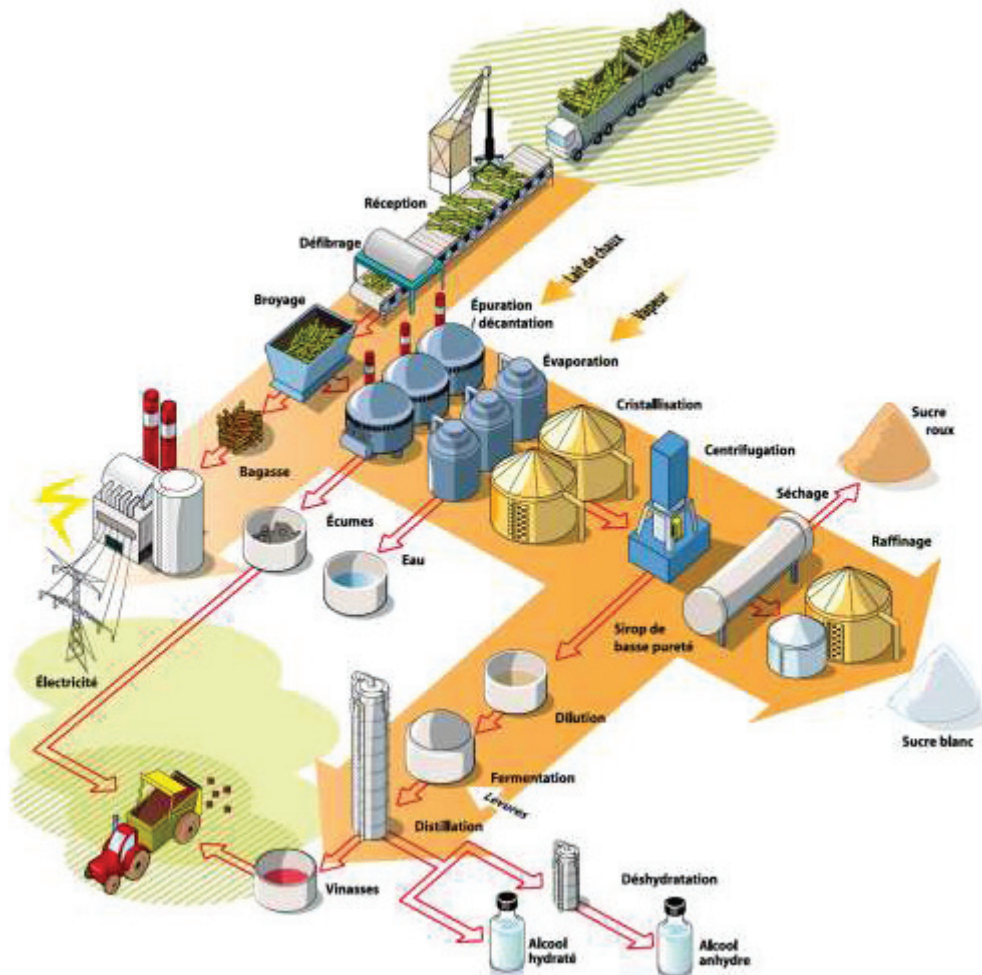 Réception
Défibrage
Lait de chaux
Broyage
Vapeur
Épuration
/ décantation
Évaporation
Cristallisation
Sucre
roux
Centrifugation
Bagasse
Séchage
Écumes
Raffinage
Eau
Sirop de
basse pureté
Électricité
Dilution
Sucre blanc
Fermentation
Levures
Distillation
Déshydratation
Vinasses
Alcool
hydraté
Alcool
anhydre